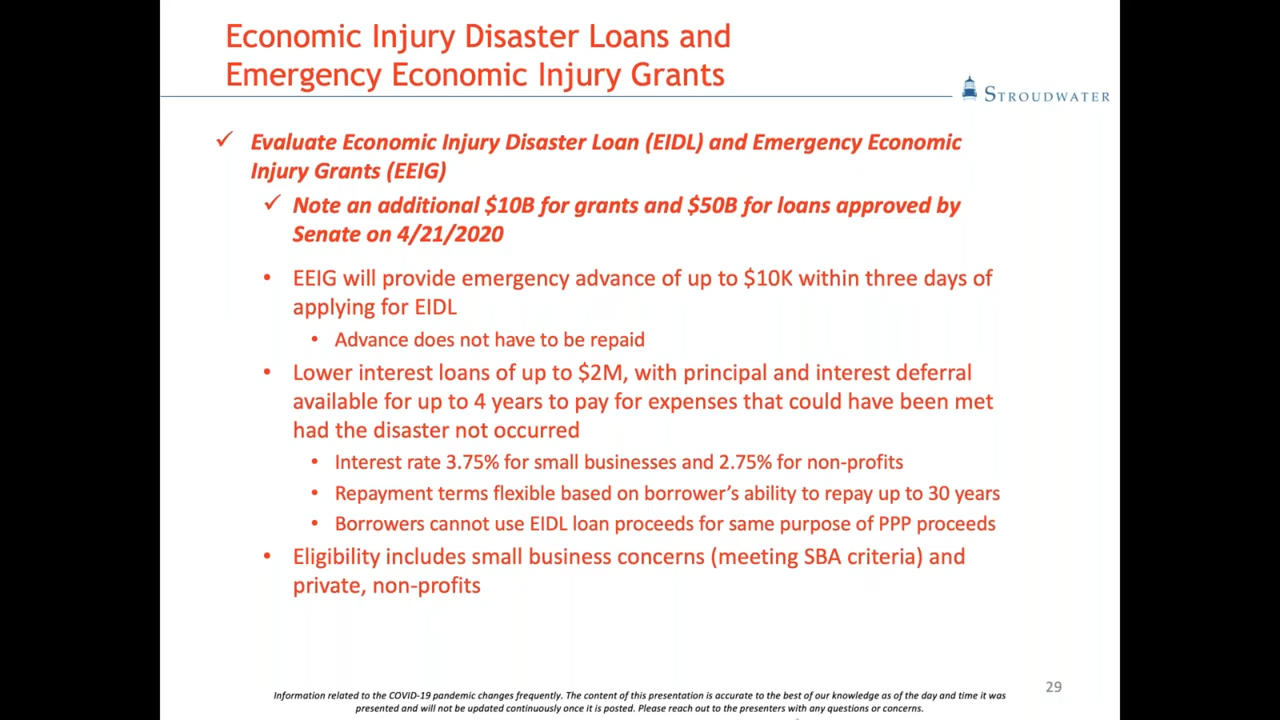 Economic Injury Disaster Loans and
Emergency Economic Injury Grants
STROUDWATER
✓ Evaluate Economic Injury Disaster Loan (EIDL) and Emergency Economic
Injury Grants (EEIG)
✓ Note an additional $10B for grants and $50B for loans approved by
Senate on 4/21/2020
• EEIG will provide emergency advance of up to $10K within three days of
applying for EIDL
• Advance does not have to be repaid
• Lower interest loans of up to $2M, with principal and interest deferral
available for up to 4 years to pay for expenses that could have been met
had the disaster not occurred
• Interest rate 3.75% for small businesses and 2.75% for non-profits
• Repayment terms flexible based on borrower’s ability to repay up to 30 years
• Borrowers cannot use EIDL loan proceeds for same purpose of PPP proceeds
• Eligibility includes small business concerns (meeting SBA criteria) and
private, non-profits
29
Information related to the COVID-19 pandemic changes frequently. The content of this presentation is accurate to the best of our knowledge as of the day and time it was
presented and will not be updated continuously once it is posted. Please reach out to the presenters with any questions or concerns.